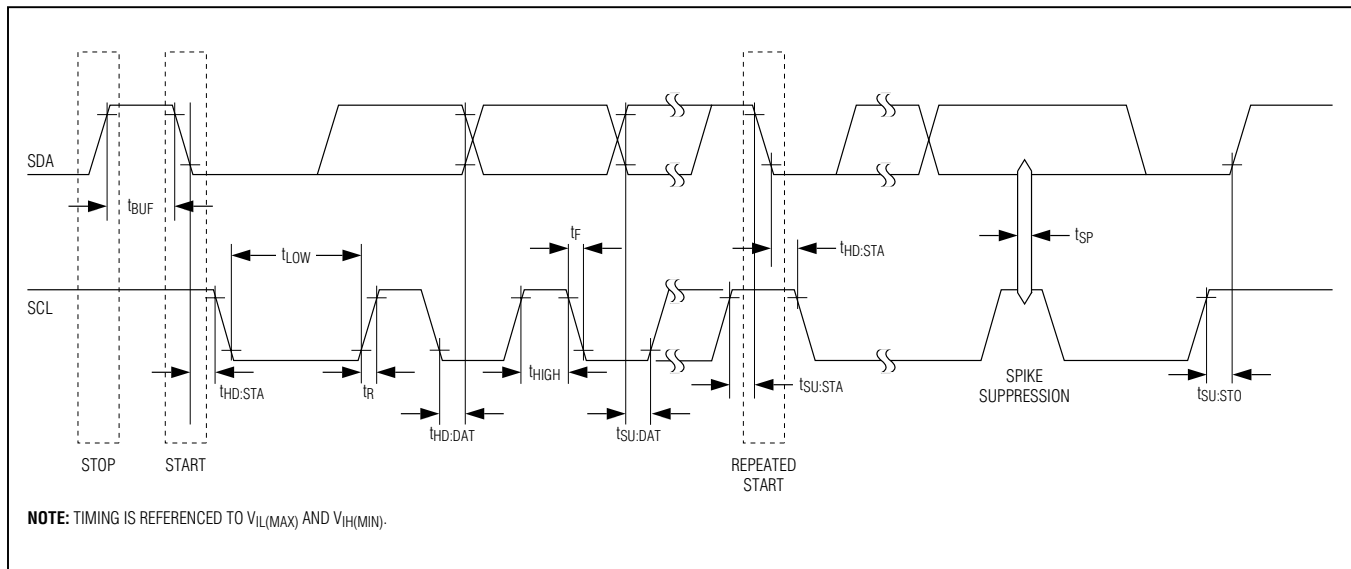 SDA
tBUF
tF
tSP
tLOW
tHD:STA
SCL
tHD:STA
tR
tHIGH
tSU:STA
SPIKE
SUPPRESSION
tSU:STO
tHD:DAT
tSU:DAT
STOP
START
REPEATED
START
NOTE: TIMING IS REFERENCED TO VIL(MAX) AND VIH(MIN).